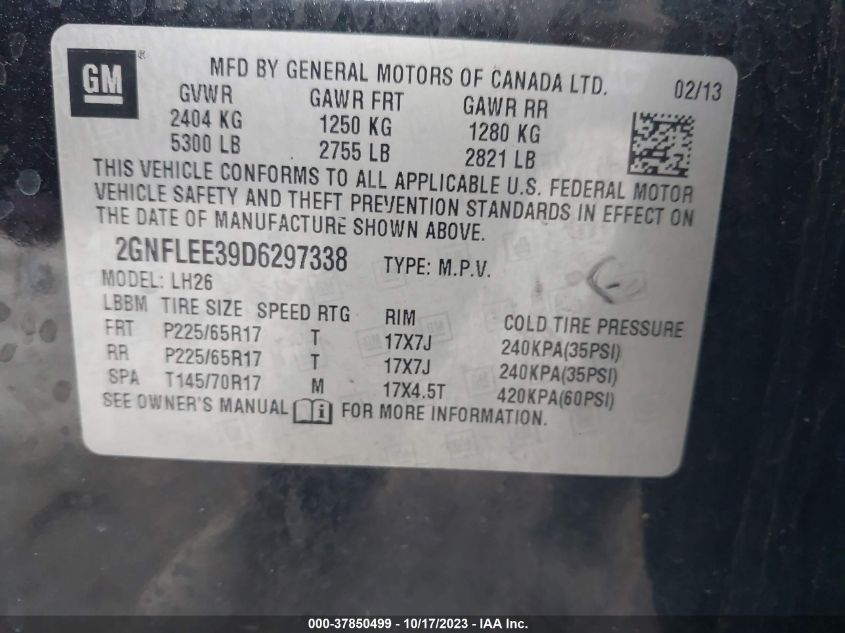 GM ®
MFD BY GENERAL MOTORS OF CANADA LTD. 02/13
GVWR GAWR FRT GAWR RR
2404 KG 1250 KG 1280 KG
5300 LB 2755 LB 2821 LB
THIS VEHICLE CONFORMS TO ALL APPLICABLE U.S. FEDERAL MOTOR
VEHICLE SAFETY AND THEFT PREVENTION STANDARDS IN EFFECT ON
THE DATE OF MANUFACTURE SHOWN ABOVE.
2GNFLEE39D6297338 TYPE: M.P.V.
MODEL: LH26
LBBM TIRE SIZE SPEED RTG RIM COLD TIRE PRESSURE
FRT P225/65R17 T 17X7J 240KPA(35PSI)
RR P225/65R17 T 17X7J 240KPA(35PSI)
SPA T145/70R17 M 17X4.5T 420KPA(60PSI)
SEE OWNER'S MANUAL i FOR MORE INFORMATION.
000-37850499 - 10/17/2023 - IAA Inc.